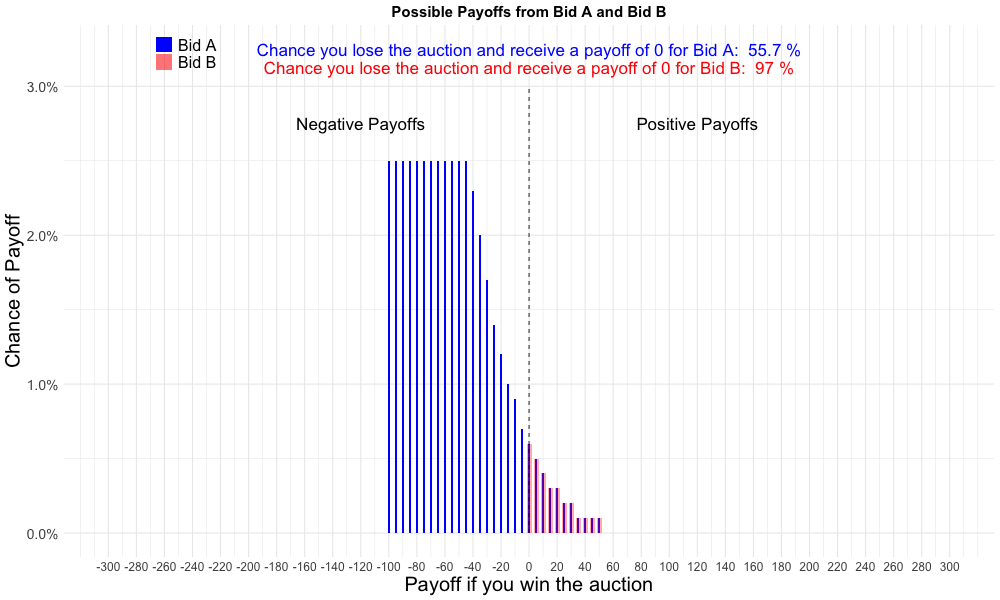 Possible Payoffs from Bid A and Bid B
Bid A
Bid B
Chance you lose the auction and receive a payoff of 0 for Bid A:  55.7 %
Chance you lose the auction and receive a payoff of 0 for Bid B:  97 %
Negative Payoffs
Positive Payoffs
Chance of Payoff
3.0%
2.0%
1.0%
0.0%
-300 -280 -260 -240 -220 -200 -180 -160 -140 -120 -100 -80 -60 -40 -20 0 20 40 60 80 100 120 140 160 180 200 220 240 260 280 300
Payoff if you win the auction